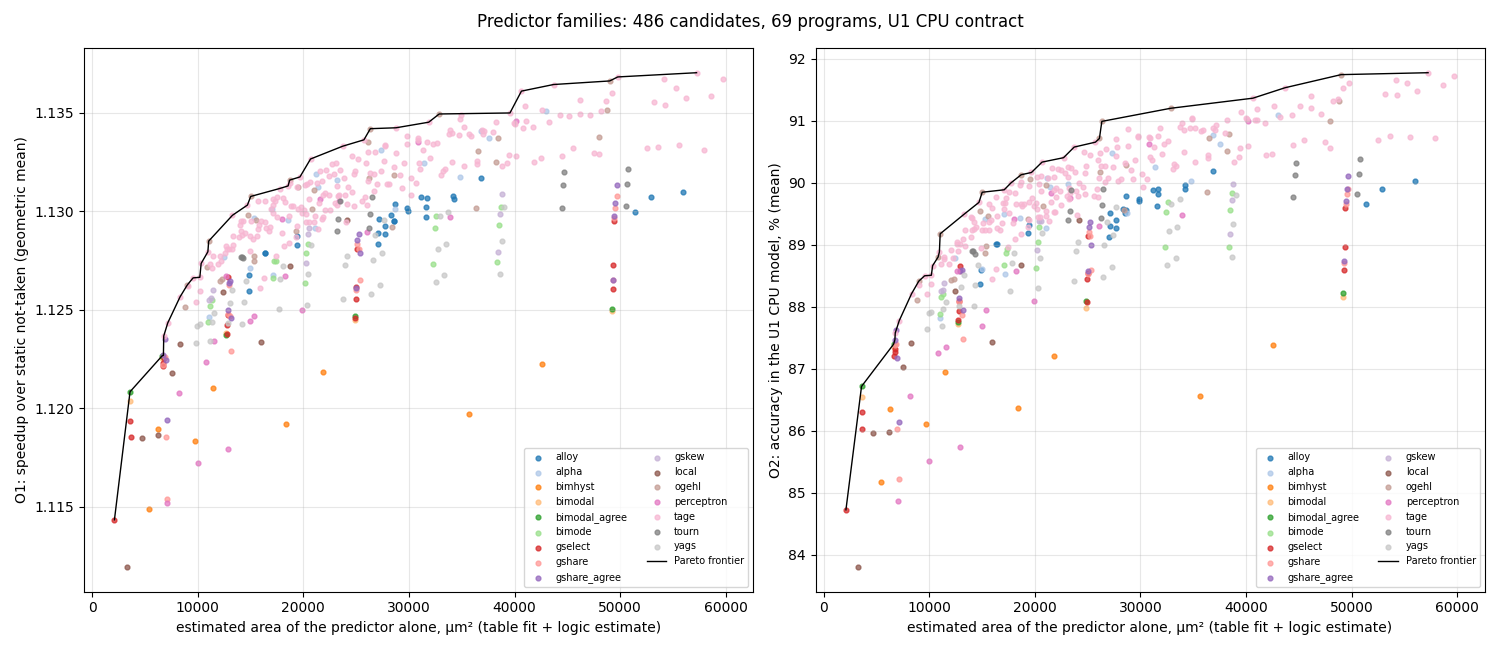 Predictor families: 486 candidates, 69 programs, U1 CPU contract
O1: speedup over static not-taken (geometric mean)
1.135
1.130
1.125
1.120
1.115
0
10000
20000
30000
40000
50000
60000
estimated area of the predictor alone, μm² (table fit + logic estimate)
alloy
alpha
bimhyst
bimodal
bimodal_agree
bimode
gselect
gshare
gshare_agree
gskew
local
ogehl
perceptron
tage
tourn
yags
Pareto frontier
O2: accuracy in the U1 CPU model, % (mean)
92
91
90
89
88
87
86
85
84
0
10000
20000
30000
40000
50000
60000
estimated area of the predictor alone, μm² (table fit + logic estimate)
alloy
alpha
bimhyst
bimodal
bimodal_agree
bimode
gselect
gshare
gshare_agree
gskew
local
ogehl
perceptron
tage
tourn
yags
Pareto frontier